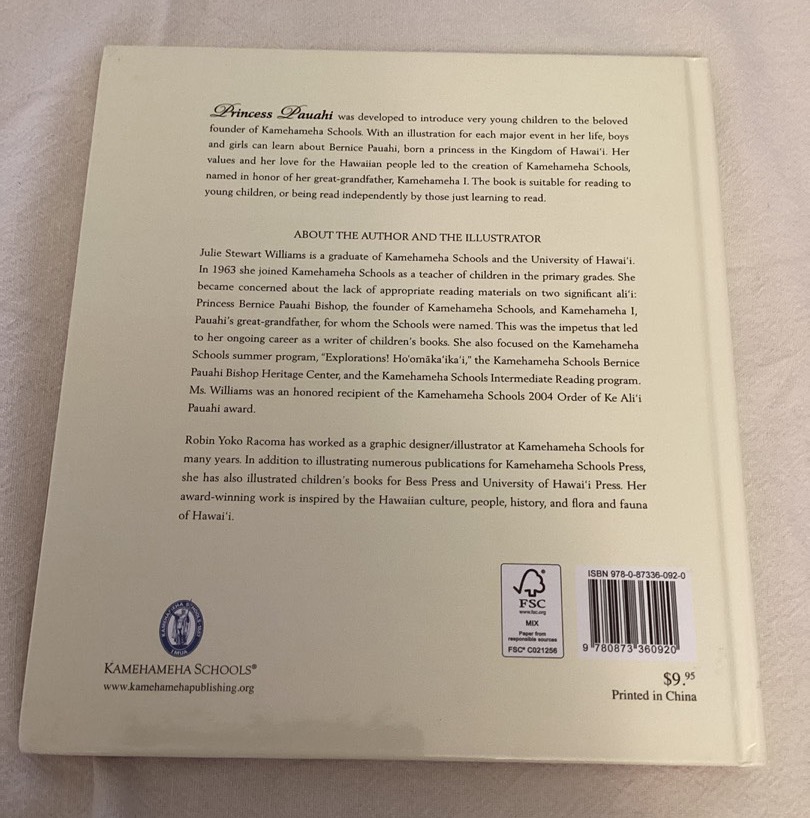 Princess Pauahi was developed to introduce very young children to the beloved
founder of Kamehameha Schools. With an illustration for each major event in her life, boys
and girls can learn about Bernice Pauahi, born a princess in the Kingdom of Hawai‘i. Her
values and her love for the Hawaiian people led to the creation of Kamehameha Schools,
named in honor of her great-grandfather, Kamehameha I. The book is suitable for reading to
young children, or being read independently by those just learning to read.
ABOUT THE AUTHOR AND THE ILLUSTRATOR
Julie Stewart Williams is a graduate of Kamehameha Schools and the University of Hawai‘i.
In 1963 she joined Kamehameha Schools as a teacher of children in the primary grades. She
became concerned about the lack of appropriate reading materials on two significant ali‘i:
Princess Bernice Pauahi Bishop, the founder of Kamehameha Schools, and Kamehameha I,
Pauahi's great-grandfather, for whom the Schools were named. This was the impetus that led
to her ongoing career as a writer of children's books. She also focused on the Kamehameha
Schools summer program, "Explorations! Ho‘omāka‘ika‘i," the Kamehameha Schools Bernice
Pauahi Bishop Heritage Center, and the Kamehameha Schools Intermediate Reading program.
Ms. Williams was an honored recipient of the Kamehameha Schools 2004 Order of Ke Ali‘i
Pauahi award.
Robin Yoko Racoma has worked as a graphic designer/illustrator at Kamehameha Schools for
many years. In addition to illustrating numerous publications for Kamehameha Schools Press,
she has also illustrated children's books for Bess Press and University of Hawai‘i Press. Her
award-winning work is inspired by the Hawaiian culture, people, history, and flora and fauna
of Hawai‘i.
KAMEHAMEHA SCHOOLS 1887
IMUA
KAMEHAMEHA SCHOOLS®
www.kamehamehapublishing.org
FSC
www.fsc.org
MIX
Paper from
responsible sources
FSC® C021256
ISBN 978-0-87336-092-0
9 780873 360920
$9.95
Printed in China